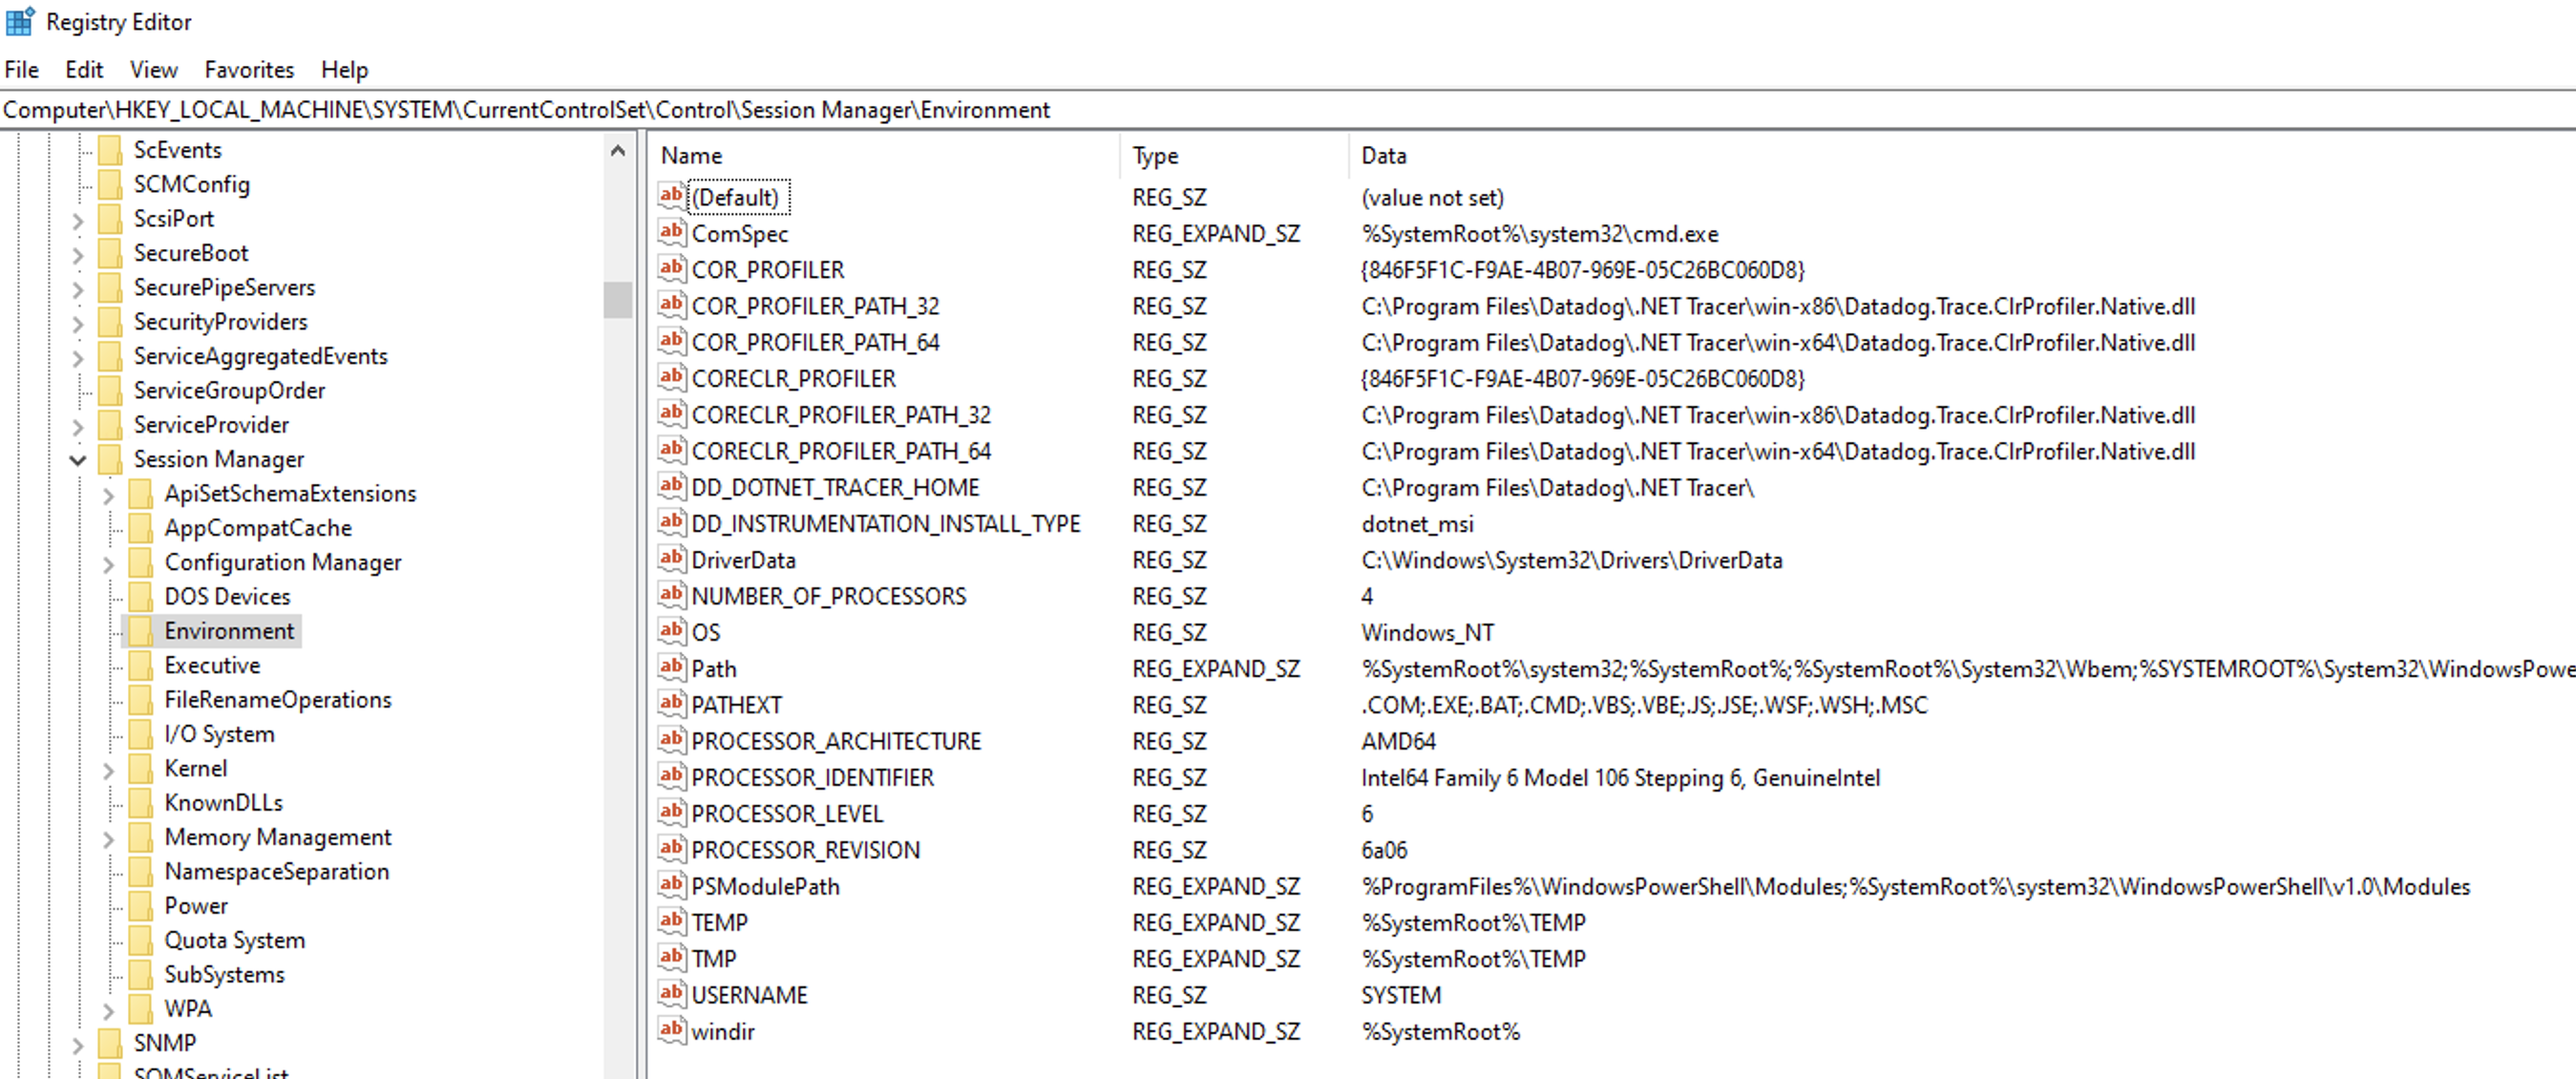 Registry Editor
File Edit View Favorites Help
Computer\HKEY_LOCAL_MACHINE\SYSTEM\CurrentControlSet\Control\Session Manager\Environment
ScEvents
SCMConfig
ScsiPort
SecureBoot
SecurePipeServers
SecurityProviders
ServiceAggregatedEvents
ServiceGroupOrder
ServiceProvider
Session Manager
ApiSetSchemaExtensions
AppCompatCache
Configuration Manager
DOS Devices
Environment
Executive
FileRenameOperations
I/O System
Kernel
KnownDLLs
Memory Management
NamespaceSeparation
Power
Quota System
SubSystems
WPA
SNMP
SQMServiceList
Name Type Data
(Default) REG_SZ (value not set)
ComSpec REG_EXPAND_SZ %SystemRoot%\system32\cmd.exe
COR_PROFILER REG_SZ {846F5F1C-F9AE-4B07-969E-05C26BC060D8}
COR_PROFILER_PATH_32 REG_SZ C:\Program Files\Datadog\.NET Tracer\win-x86\Datadog.Trace.ClrProfiler.Native.dll
COR_PROFILER_PATH_64 REG_SZ C:\Program Files\Datadog\.NET Tracer\win-x64\Datadog.Trace.ClrProfiler.Native.dll
CORECLR_PROFILER REG_SZ {846F5F1C-F9AE-4B07-969E-05C26BC060D8}
CORECLR_PROFILER_PATH_32 REG_SZ C:\Program Files\Datadog\.NET Tracer\win-x86\Datadog.Trace.ClrProfiler.Native.dll
CORECLR_PROFILER_PATH_64 REG_SZ C:\Program Files\Datadog\.NET Tracer\win-x64\Datadog.Trace.ClrProfiler.Native.dll
DD_DOTNET_TRACER_HOME REG_SZ C:\Program Files\Datadog\.NET Tracer\
DD_INSTRUMENTATION_INSTALL_TYPE REG_SZ dotnet_msi
DriverData REG_SZ C:\Windows\System32\Drivers\DriverData
NUMBER_OF_PROCESSORS REG_SZ 4
OS REG_SZ Windows_NT
Path REG_EXPAND_SZ %SystemRoot%\system32;%SystemRoot%;%SystemRoot%\System32\Wbem;%SYSTEMROOT%\System32\WindowsPowe
PATHEXT REG_SZ .COM;.EXE;.BAT;.CMD;.VBS;.VBE;.JS;.JSE;.WSF;.WSH;.MSC
PROCESSOR_ARCHITECTURE REG_SZ AMD64
PROCESSOR_IDENTIFIER REG_SZ Intel64 Family 6 Model 106 Stepping 6, GenuineIntel
PROCESSOR_LEVEL REG_SZ 6
PROCESSOR_REVISION REG_SZ 6a06
PSModulePath REG_EXPAND_SZ %ProgramFiles%\WindowsPowerShell\Modules;%SystemRoot%\system32\WindowsPowerShell\v1.0\Modules
TEMP REG_EXPAND_SZ %SystemRoot%\TEMP
TMP REG_EXPAND_SZ %SystemRoot%\TEMP
USERNAME REG_SZ SYSTEM
windir REG_EXPAND_SZ %SystemRoot%